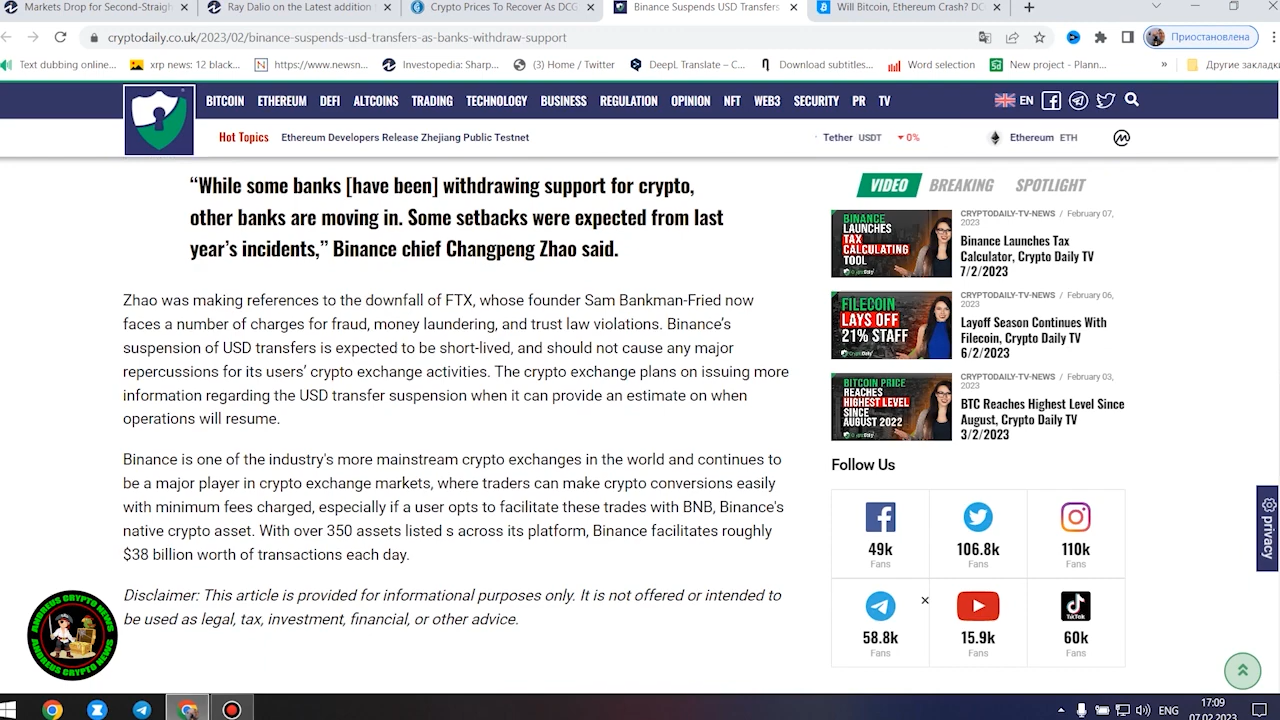 Markets Drop for Second-Straigh
Ray Dalio on the Latest addition
Crypto Prices To Recover As DCG
Binance Suspends USD Transfers
Will Bitcoin, Ethereum Crash? DC
cryptodaily.co.uk/2023/02/binance-suspends-usd-transfers-as-banks-withdraw-support
Приостановлена
Text dubbing online...
xrp news: 12 black...
https://www.newsn...
Investopedia: Sharp...
(3) Home / Twitter
DeepL Translate – C...
Download subtitles...
Word selection
New project - Plann...
»
Другие закладки
BITCOIN ETHEREUM DEFI ALTCOINS TRADING TECHNOLOGY BUSINESS REGULATION OPINION NFT WEB3 SECURITY PR TV
EN
Hot Topics
Ethereum Developers Release Zhejiang Public Testnet
Tether USDT ▾0%
Ethereum ETH
“While some banks [have been] withdrawing support for crypto,
other banks are moving in. Some setbacks were expected from last
year’s incidents,” Binance chief Changpeng Zhao said.
Zhao was making references to the downfall of FTX, whose founder Sam Bankman-Fried now
faces a number of charges for fraud, money laundering, and trust law violations. Binance’s
suspension of USD transfers is expected to be short-lived, and should not cause any major
repercussions for its users’ crypto exchange activities. The crypto exchange plans on issuing more
information regarding the USD transfer suspension when it can provide an estimate on when
operations will resume.
Binance is one of the industry's more mainstream crypto exchanges in the world and continues to
be a major player in crypto exchange markets, where traders can make crypto conversions easily
with minimum fees charged, especially if a user opts to facilitate these trades with BNB, Binance's
native crypto asset. With over 350 assets listed s across its platform, Binance facilitates roughly
$38 billion worth of transactions each day.
Disclaimer: This article is provided for informational purposes only. It is not offered or intended to
be used as legal, tax, investment, financial, or other advice.
VIDEO BREAKING SPOTLIGHT
BINANCE
LAUNCHES
TAX
CALCULATING
TOOL
CRYPTODAILY-TV-NEWS / February 07,
2023
Binance Launches Tax
Calculator, Crypto Daily TV
7/2/2023
FILECOIN
LAYS OFF
21% STAFF
CRYPTODAILY-TV-NEWS / February 06,
2023
Layoff Season Continues With
Filecoin, Crypto Daily TV
6/2/2023
BITCOIN PRICE
REACHES
HIGHEST LEVEL
SINCE
AUGUST 2022
CRYPTODAILY-TV-NEWS / February 03,
2023
BTC Reaches Highest Level Since
August, Crypto Daily TV
3/2/2023
Follow Us
49k
Fans
106.8k
Fans
110k
Fans
58.8k
Fans
15.9k
Fans
TikTok
60k
Fans
privacy
ANDREUS CRYPTO NEWS
ANDREUS CRYPTO NEWS
ENG
17:09
07.02.2023